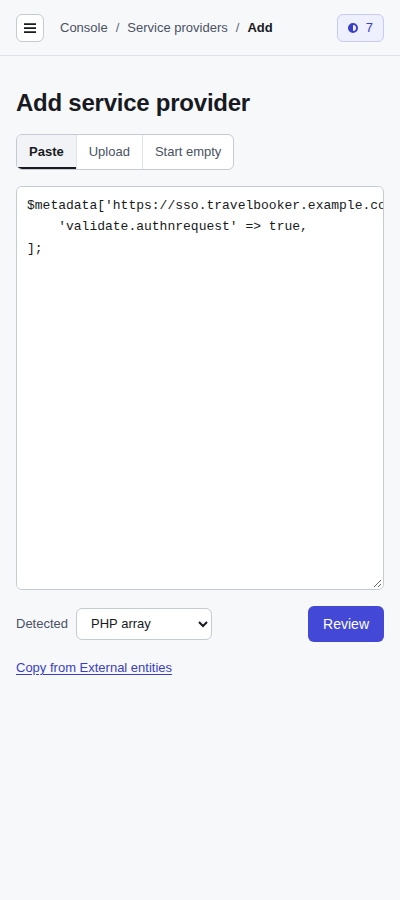 Console / Service providers / Add
7
Add service provider
Paste
Upload
Start empty
$metadata['https://sso.travelbooker.example.co
    'validate.authnrequest' => true,
];
Detected
PHP array
Review
Copy from External entities